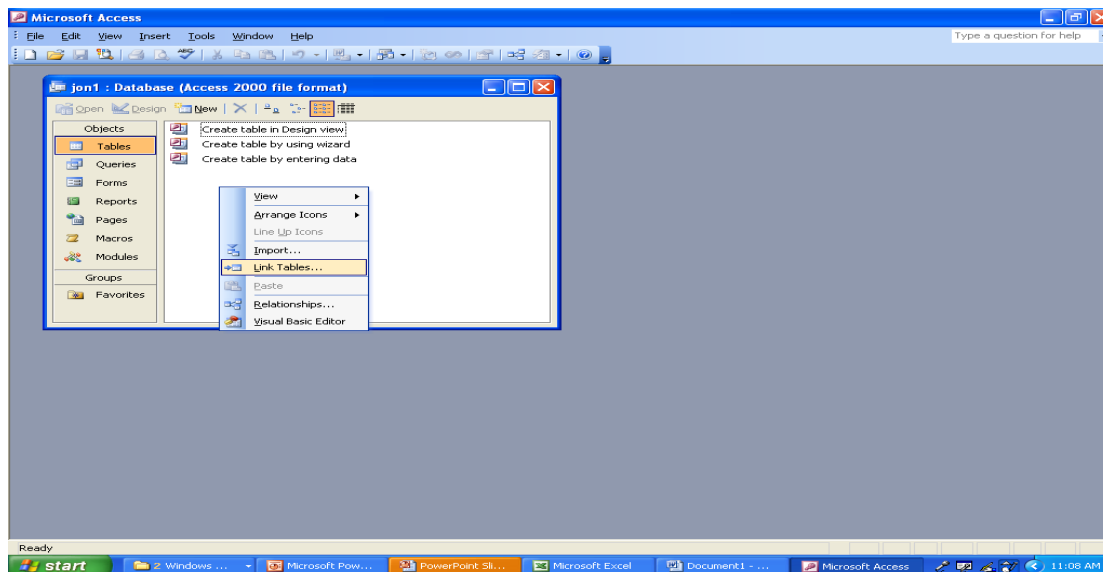 Microsoft Access
File Edit View Insert Tools Window Help
Type a question for help
jon1 : Database (Access 2000 file format)
Open Design New
Objects
Tables
Queries
Forms
Reports
Pages
Macros
Modules
Groups
Favorites
Create table in Design view
Create table by using wizard
Create table by entering data
View
Arrange Icons
Line Up Icons
Import...
Link Tables...
Paste
Relationships...
Visual Basic Editor
Ready
start 2 Windows ... Microsoft Pow... PowerPoint Sli... Microsoft Excel Document1 - ... Microsoft Access 11:08 AM